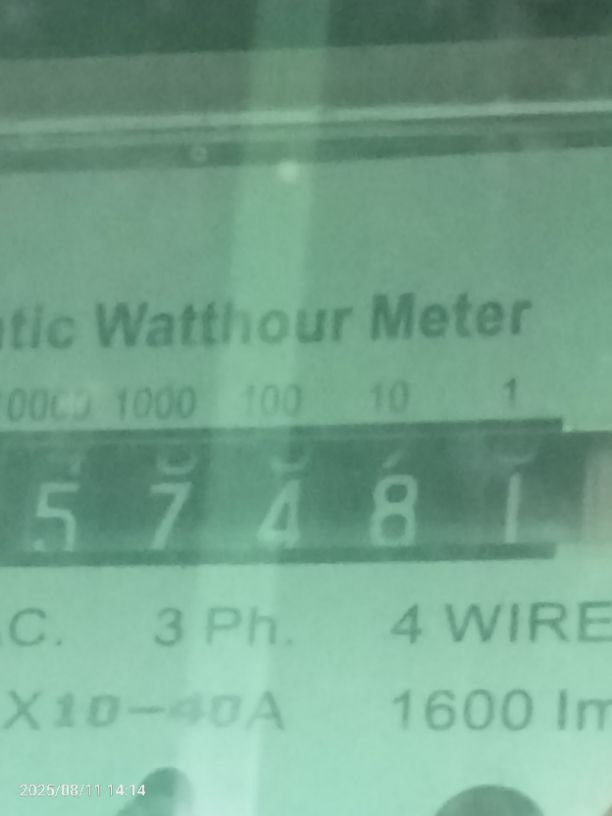 tic Watthour Meter
10000 1000 100 10 1
5 7 4 8 1
C. 3 Ph. 4 WIRE
X10-40A 1600 Im
2025/08/11 14:14